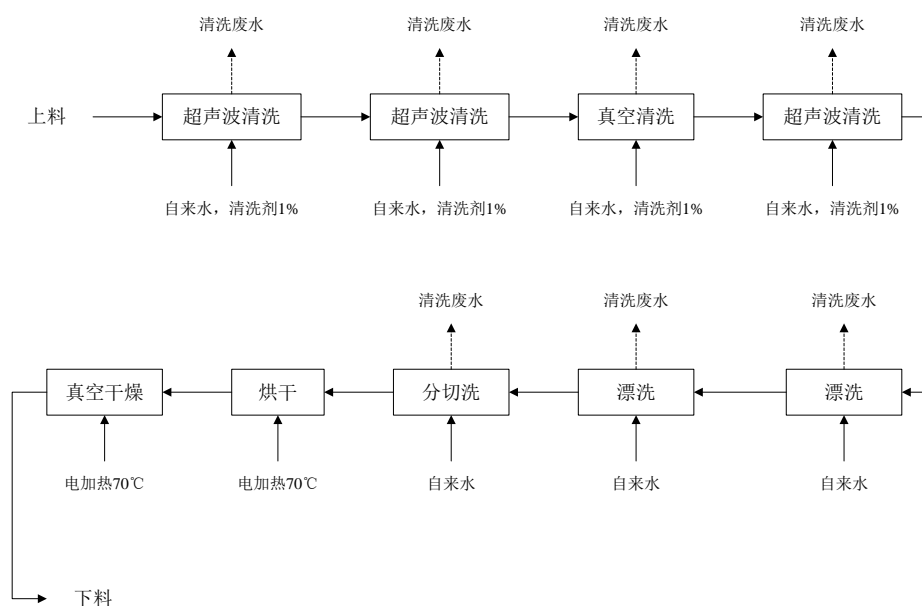 清洗废水
清洗废水
清洗废水
清洗废水
上料
超声波清洗
超声波清洗
真空清洗
超声波清洗
自来水，清洗剂1%
自来水，清洗剂1%
自来水，清洗剂1%
自来水，清洗剂1%
清洗废水
清洗废水
清洗废水
真空干燥
烘干
分切洗
漂洗
漂洗
电加热70℃
电加热70℃
自来水
自来水
自来水
下料